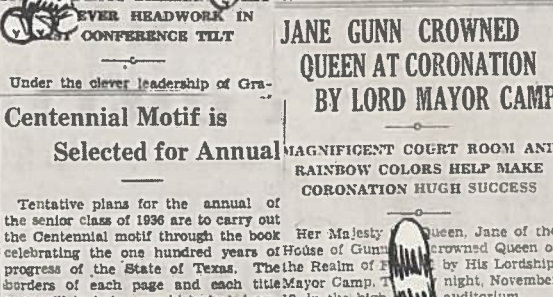 EVER HEADWORK IN
CONFERENCE TILT
Under the clever leadership of Gra-
Centennial Motif is
Selected for Annual
Tentative plans for the annual of
the senior class of 1936 are to carry out
the Centennial motif through the book
celebrating the one hundred years of
progress of the State of Texas. The
borders of each page and each title
JANE GUNN CROWNED
QUEEN AT CORONATION
BY LORD MAYOR CAMP
MAGNIFICENT COURT ROOM AND
RAINBOW COLORS HELP MAKE
CORONATION HUGH SUCCESS
Her Majesty Queen, Jane of the
House of Gunn crowned Queen o
the Realm of by His Lordship
Mayor Camp, night, Novembe